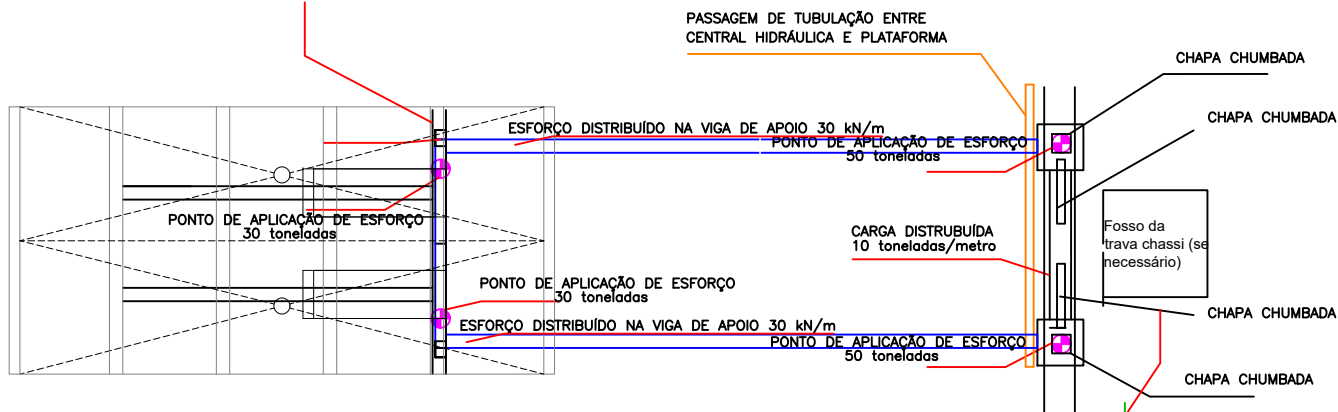 PASSAGEM DE TUBULAÇÃO ENTRE
CENTRAL HIDRÁULICA E PLATAFORMA
CHAPA CHUMBADA
CHAPA CHUMBADA
ESFORÇO DISTRIBUÍDO NA VIGA DE APOIO 30 kN/m
PONTO DE APLICAÇÃO DE ESFORÇO
50 toneladas
PONTO DE APLICAÇÃO DE ESFORÇO
30 toneladas
CARGA DISTRUBUÍDA
10 toneladas/metro
Fosso da
trava chassi (se
necessário)
PONTO DE APLICAÇÃO DE ESFORÇO
30 toneladas
CHAPA CHUMBADA
ESFORÇO DISTRIBUÍDO NA VIGA DE APOIO 30 kN/m
PONTO DE APLICAÇÃO DE ESFORÇO
50 toneladas
CHAPA CHUMBADA